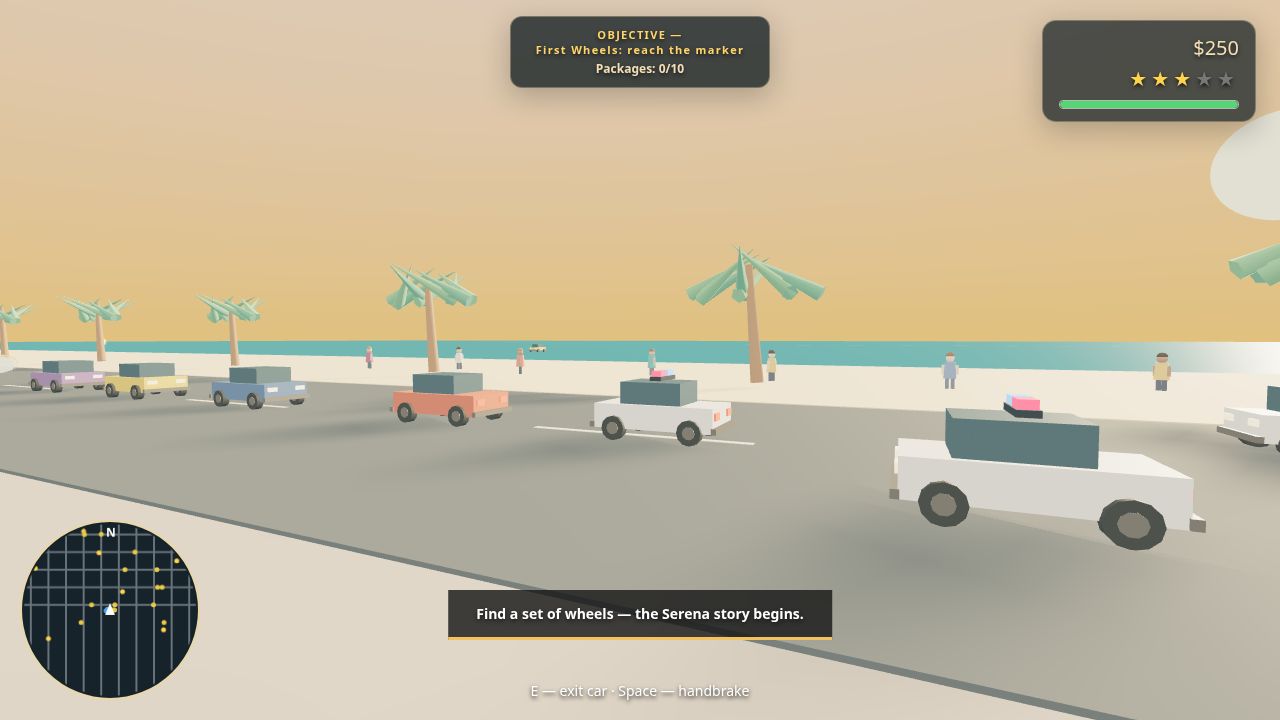 OBJECTIVE —
First Wheels: reach the marker
Packages: 0/10
$250
N
Find a set of wheels — the Serena story begins.
E — exit car · Space — handbrake